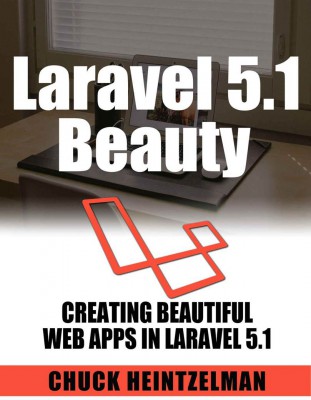 Laravel 5.1
Beauty
CREATING BEAUTIFUL
WEB APPS IN LARAVEL 5.1
CHUCK HEINTZELMAN